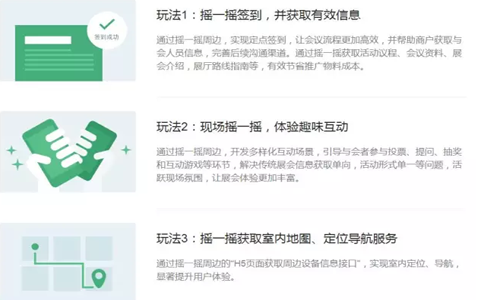 签到成功
玩法1：摇一摇签到，并获取有效信息
通过摇一摇周边，实现定点签到，让会议流程更加高效，并帮助商户获取与
会人员信息，完善后续沟通渠道。通过摇一摇获取活动议程、会议资料、展
会介绍，展厅路线指南等，有效节省推广物料成本。
玩法2：现场摇一摇，体验趣味互动
通过摇一摇周边，开发多样化互动场景，引导与会者参与投票、提问、抽奖
和互动游戏等环节，解决传统展会信息获取单向，活动形式单一等问题，活
跃现场氛围，让展会体验更加丰富。
玩法3：摇一摇获取室内地图、定位导航服务
通过摇一摇周边的“H5页面获取周边设备信息接口”，实现室内定位、导航，
显著提升用户体验。